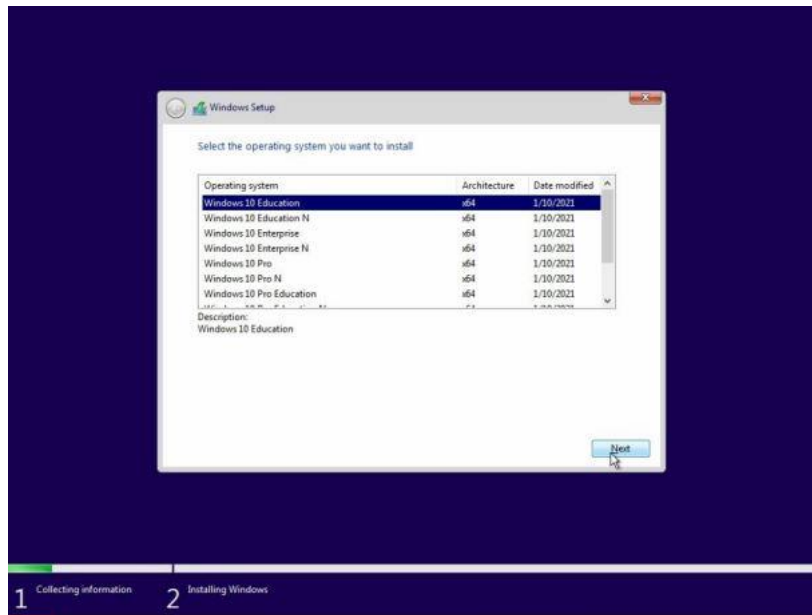 Windows Setup
Select the operating system you want to install
Operating system Architecture Date modified
Windows 10 Education x64 1/10/2021
Windows 10 Education N x64 1/10/2021
Windows 10 Enterprise x64 1/10/2021
Windows 10 Enterprise N x64 1/10/2021
Windows 10 Pro x64 1/10/2021
Windows 10 Pro N x64 1/10/2021
Windows 10 Pro Education x64 1/10/2021
Description:
Windows 10 Education
Next
1 Collecting information 2 Installing Windows